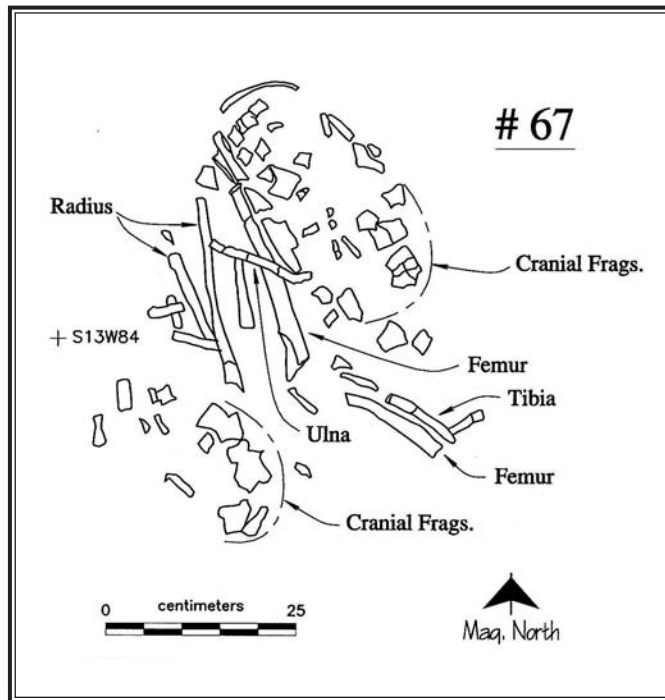 # 67
Radius
Cranial Frags.
+ S13W84
Femur
Tibia
Ulna
Femur
Cranial Frags.
0 centimeters 25
Mag. North